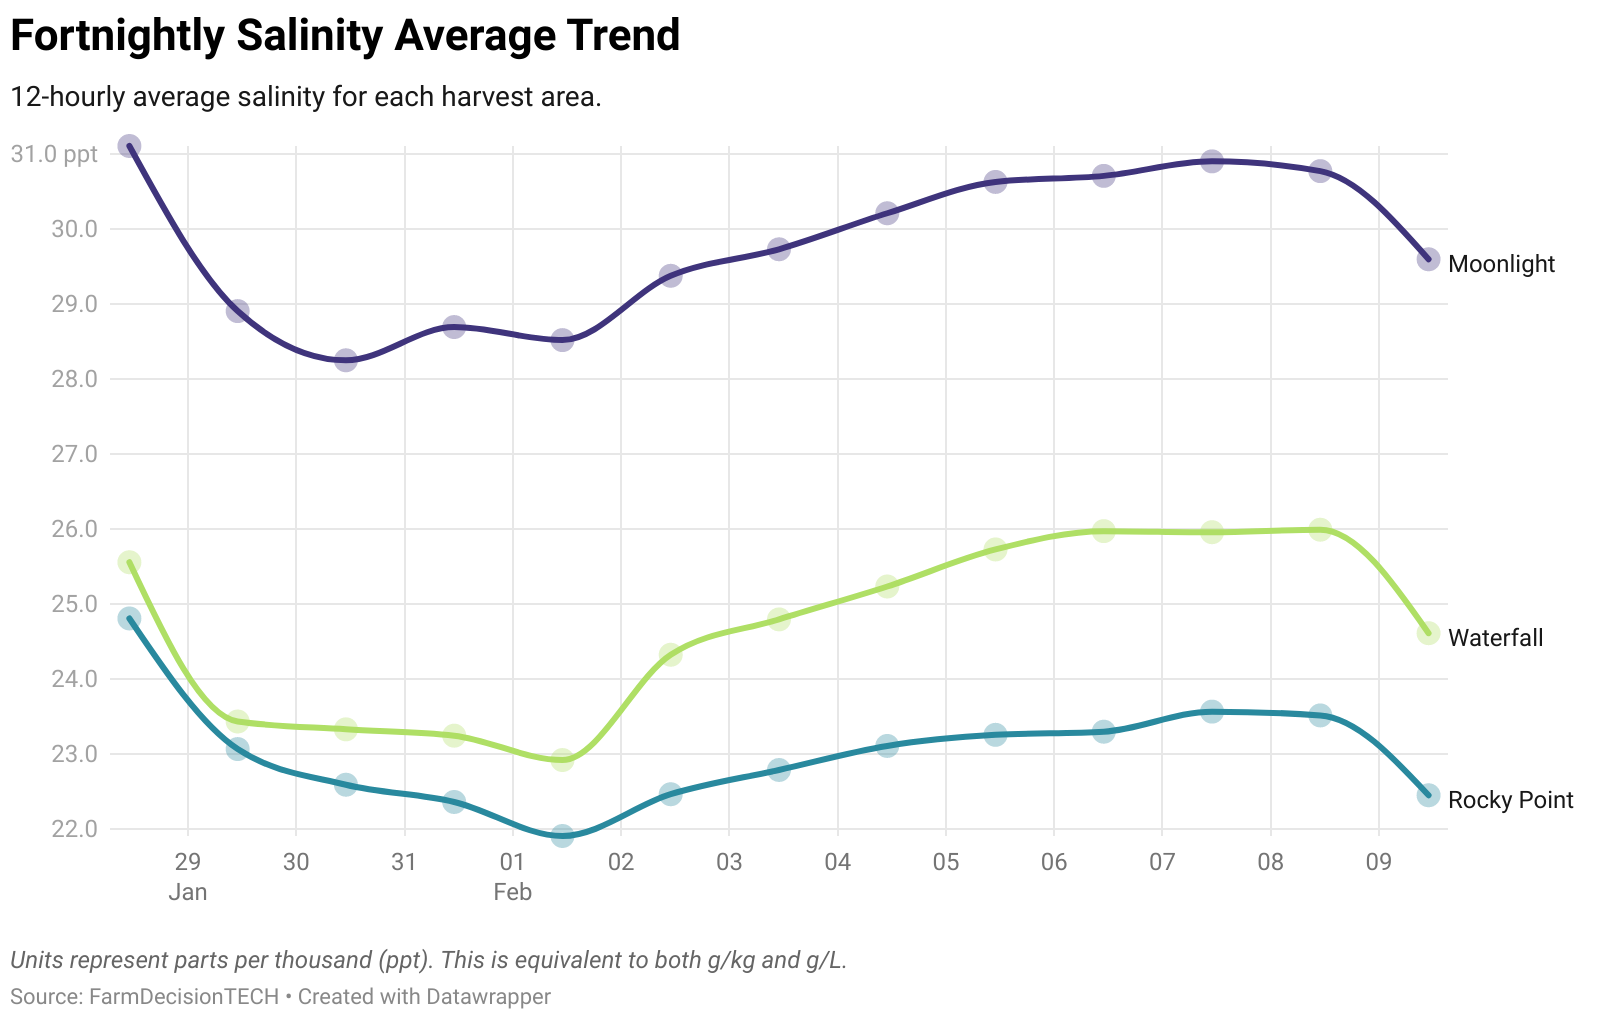 Fortnightly Salinity Average Trend
12-hourly average salinity for each harvest area.
31.0 ppt
30.0
Moonlight
29.0
28.0
27.0
26.0
25.0
Waterfall
24.0
23.0
Rocky Point
22.0
29 30 31 01 02 03 04 05 06 07 08 09
Jan Feb
Units represent parts per thousand (ppt). This is equivalent to both g/kg and g/L.
Source: FarmDecisionTECH • Created with Datawrapper